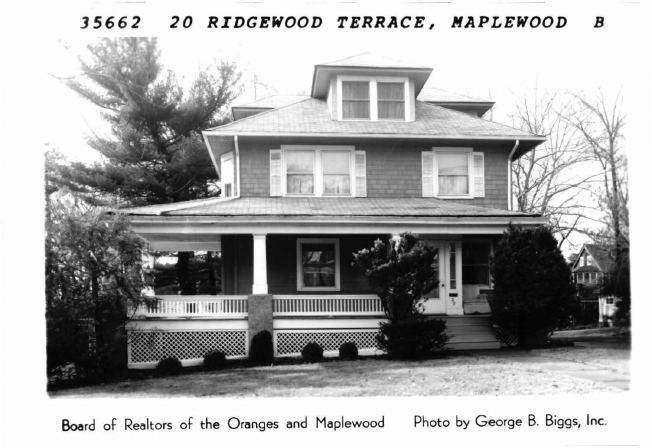 35662 20 RIDGEWOOD TERRACE, MAPLEWOOD B
Board of Realtors of the Oranges and Maplewood Photo by George B. Biggs, Inc.